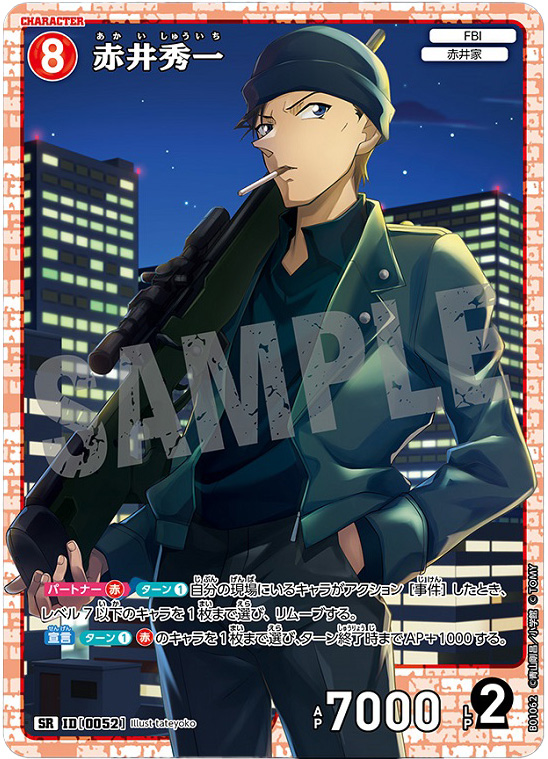 CHARACTER
8
あかい しゅういち
赤井秀一
FBI
赤井家
SAMPLE
パートナー 赤 ターン1 自分の現場にいるキャラがアクション［事件］したとき、
レベル7以下のキャラを1枚まで選び、リムーブする。
宣言 ターン1 赤のキャラを1枚まで選び、ターン終了時までAP+1000する。
SR ID[0052] Illust tateyoko
AP 7000 LP 2
B01062 ©青山剛昌／小学館 © TOMY